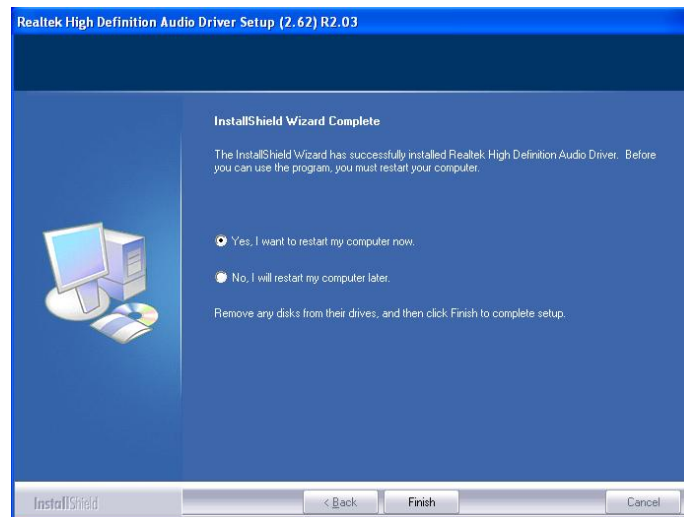 Realtek High Definition Audio Driver Setup (2.62) R2.03
InstallShield Wizard Complete
The InstallShield Wizard has successfully installed Realtek High Definition Audio Driver. Before
you can use the program, you must restart your computer.
Yes, I want to restart my computer now.
No, I will restart my computer later.
Remove any disks from their drives, and then click Finish to complete setup.
InstallShield
< Back
Finish
Cancel